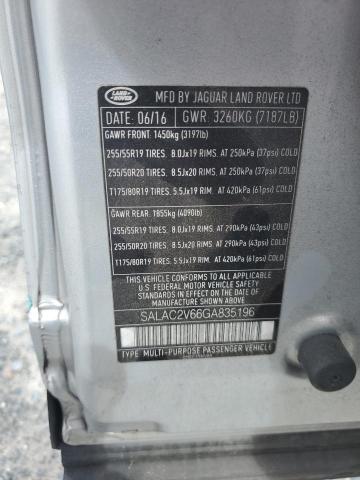 LAND-
ROVER
MFD BY JAGUAR LAND ROVER LTD
DATE: 06/16
GWR. 3260KG (7187LB)
GAWR FRONT: 1450kg (3197lb)
255/55R19 TIRES. 8.0Jx19 RIMS. AT 250kPa (37psi) COLD
255/50R20 TIRES. 8.5Jx20 RIMS. AT 250kPa (37psi) COLD
T175/80R19 TIRES. 5.5Jx19 RIMS. AT 420kPa (61psi) COLD
GAWR REAR: 1855kg (4090lb)
255/55R19 TIRES. 8.0Jx19 RIMS. AT 290kPa (43psi) COLD
255/50R20 TIRES. 8.5Jx20 RIMS. AT 290kPa (43psi) COLD
T175/80R19 TIRES. 5.5Jx19 RIMS. AT 420kPa (61psi) COLD
THIS VEHICLE CONFORMS TO ALL APPLICABLE
U.S. FEDERAL MOTOR VEHICLE SAFETY
STANDARDS IN EFFECT ON THE DATE OF
MANUFACTURE SHOWN ABOVE
SALAC2V66GA835196
TYPE: MULTI-PURPOSE PASSENGER VEHICLE